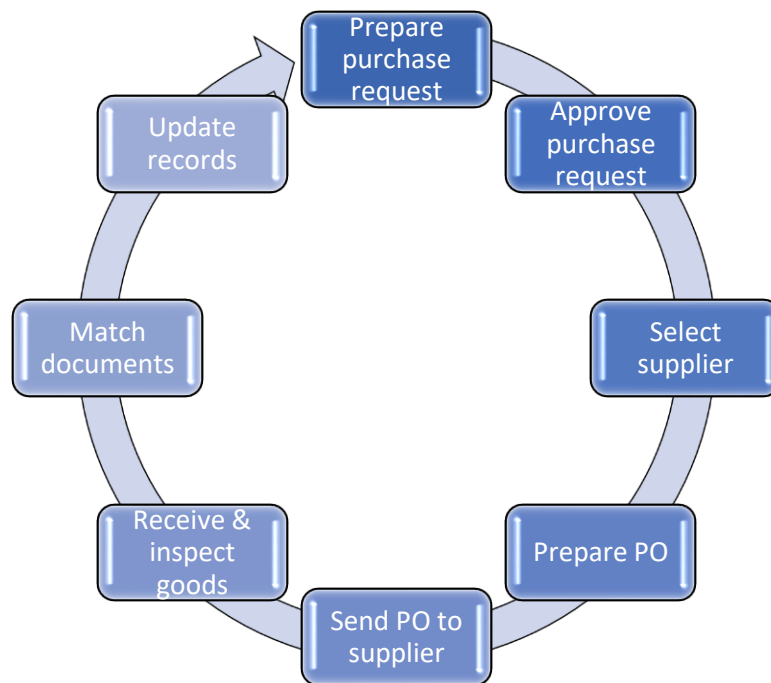 Prepare
purchase
request
Approve
purchase
request
Select
supplier
Prepare PO
Send PO to
supplier
Receive &
inspect
goods
Match
documents
Update
records